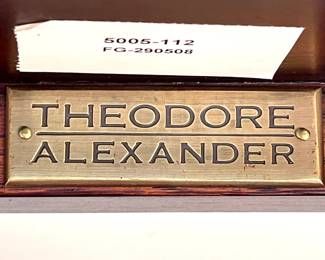 5005-112
FG-290508
THEODORE
ALEXANDER